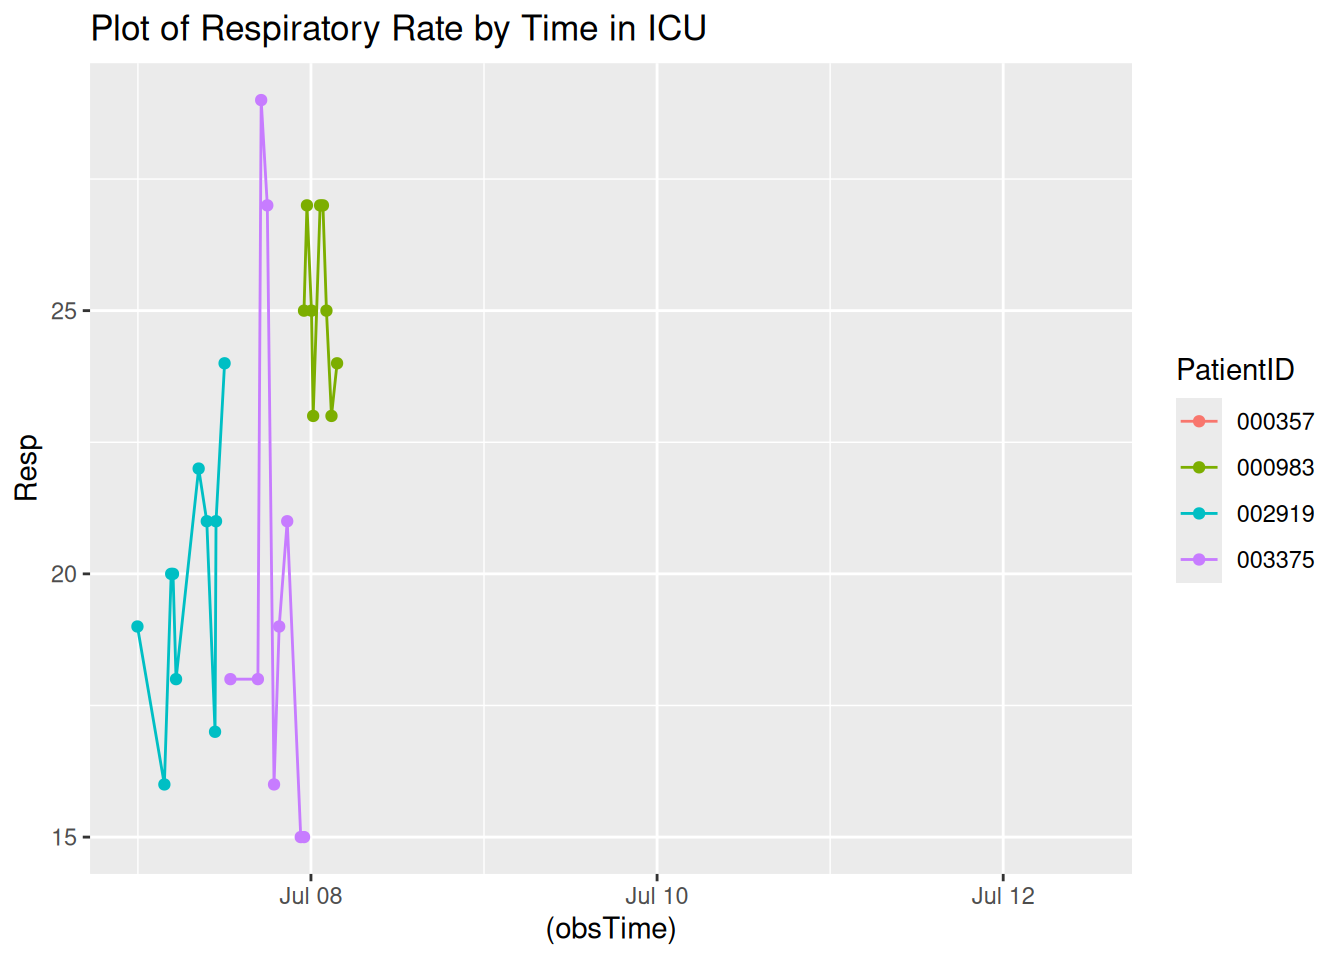 Plot of Respiratory Rate by Time in ICU
Resp
25
20
15
Jul 08
Jul 10
Jul 12
(obsTime)
PatientID
000357
000983
002919
003375